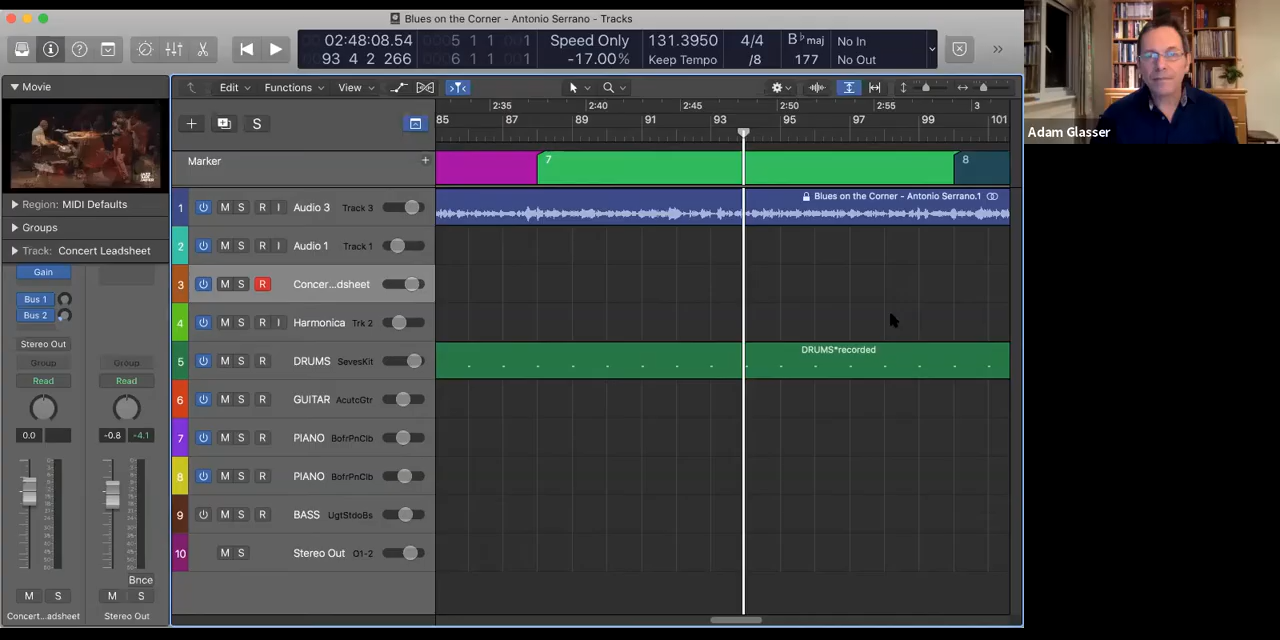 Blues on the Corner - Antonio Serrano - Tracks
02:48:08.54
93 4 2 266
5 1 1 001
6 1 1 001
Speed Only
-17.00%
131.3950
Keep Tempo
4/4
/8
B♭maj
177
No In
No Out
Movie
Region: MIDI Defaults
Groups
Track: Concert Leadsheet
Gain
Bus 1
Bus 2
Stereo Out
Group
Group
Read
Read
0.0
-0.8
-4.1
Bnce
M S
M S
Concert...adsheet
Stereo Out
Edit
Functions
View
S
2:35
2:40
2:45
2:50
2:55
3
85
87
89
91
93
95
97
99
101
Marker
7
8
1 M S R I Audio 3 Track 3
Blues on the Corner - Antonio Serrano.1
2 M S R I Audio 1 Track 1
3 M S R Concer...dsheet
4 M S R I Harmonica Trk 2
5 M S R DRUMS SevesKit
DRUMS*recorded
6 M S R GUITAR AcutcGtr
7 M S R PIANO BofrPnClb
8 M S R PIANO BofrPnClb
9 M S R BASS UgtStdoBs
10 M S Stereo Out O1-2
Adam Glasser